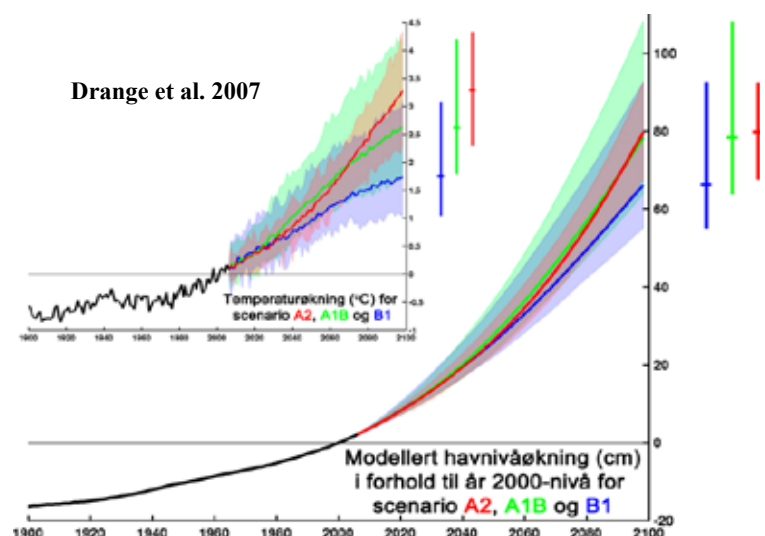 Drange et al. 2007
4.5
4
3.5
3
2.5
2
1.5
1
0.5
0
-0.5
-1
Temperaturøkning (°C) for
scenario A2, A1B og B1
1900 1920 1940 1960 1980 2000 2020 2040 2060 2080 2100
100
80
60
40
20
0
-20
Modellert havnivåøkning (cm)
i forhold til år 2000-nivå for
scenario A2, A1B og B1
1900 1920 1940 1960 1980 2000 2020 2040 2060 2080 2100